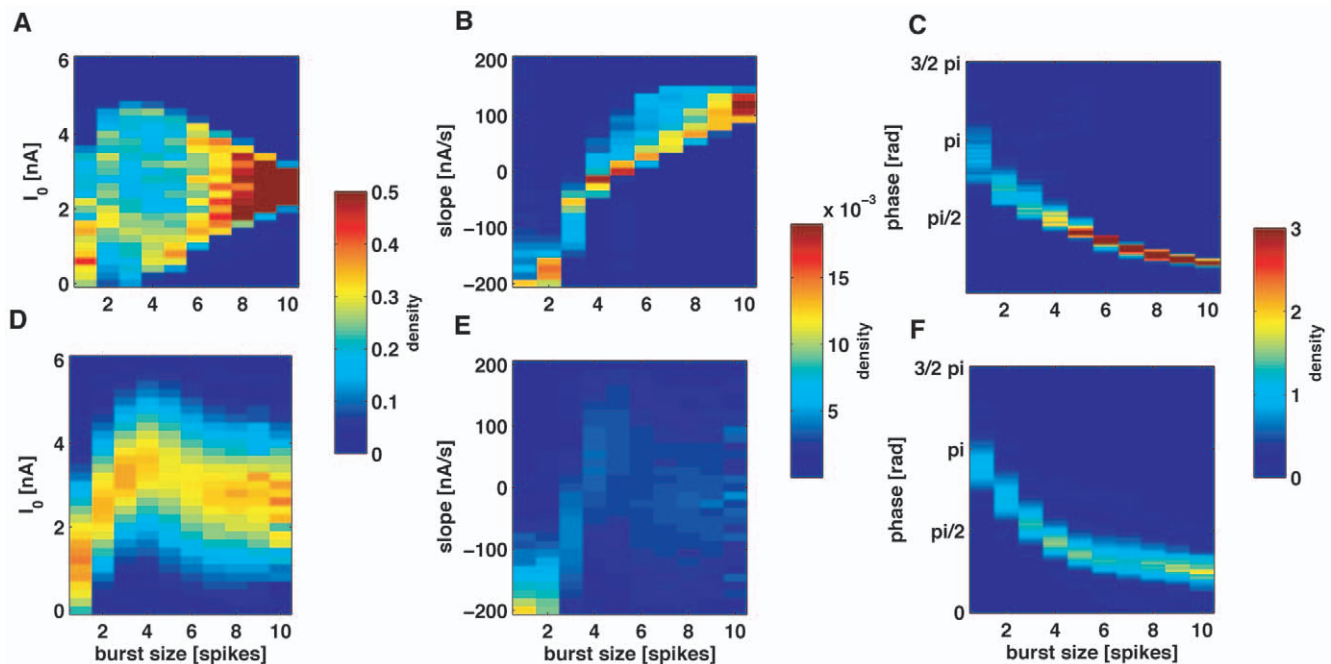 A
6
4
2
0
I0 [nA]
2 4 6 8 10
0.5
0.4
0.3
0.2
0.1
0
density
B
200
100
0
−100
−200
slope [nA/s]
2 4 6 8 10
x 10−3
15
10
5
density
C
3/2 pi
pi
pi/2
phase [rad]
2 4 6 8 10
3
2
1
0
density
D
6
4
2
0
I0 [nA]
2 4 6 8 10
burst size [spikes]
E
200
100
0
−100
−200
slope [nA/s]
2 4 6 8 10
burst size [spikes]
F
3/2 pi
pi
pi/2
0
phase [rad]
2 4 6 8 10
burst size [spikes]